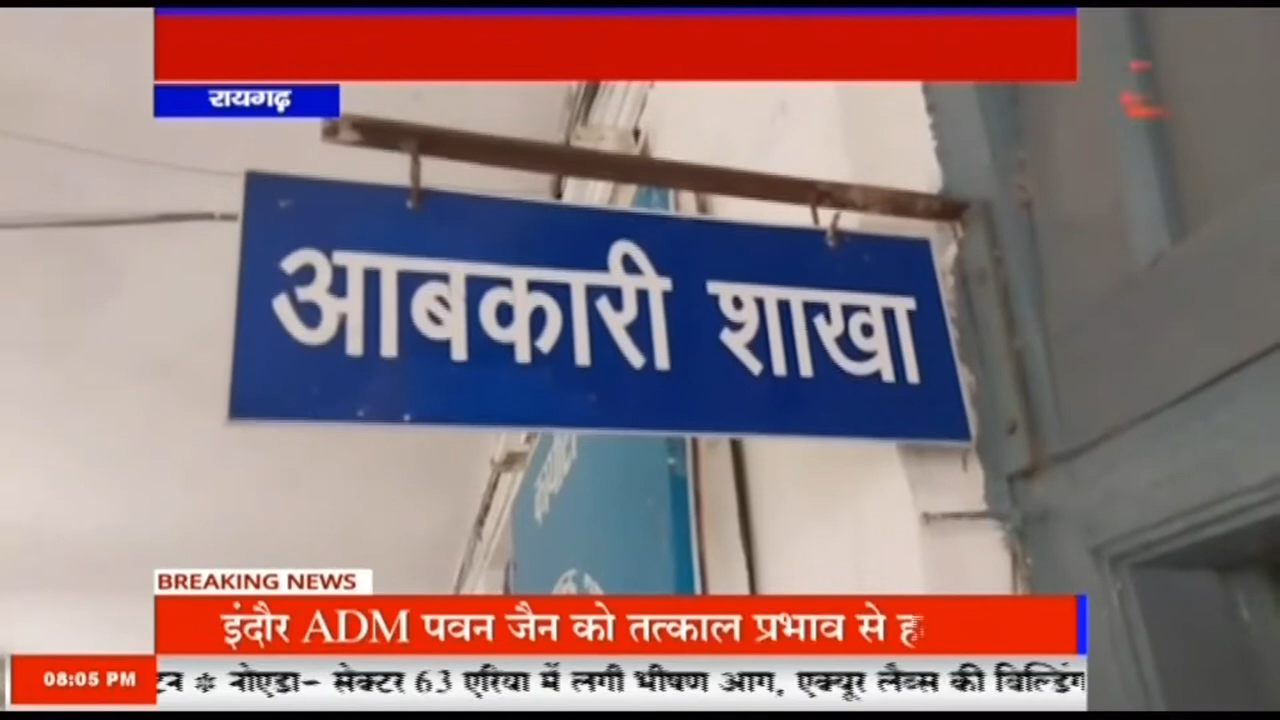 रायगढ़
आबकारी शाखा
BREAKING NEWS
इंदौर ADM पवन जैन को तत्काल प्रभाव से ह
08:05 PM
* नोएडा- सेक्टर 63 एरिया में लगी भीषण आग, एक्यूर लैब्स की बिल्डिंग